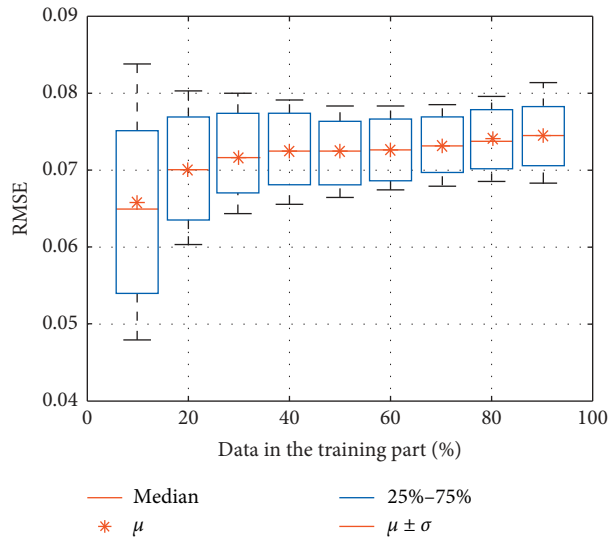 0.09
0.08
0.07
0.06
0.05
0.04
RMSE
0 20 40 60 80 100
Data in the training part (%)
Median 25%–75%
μ μ ± σ